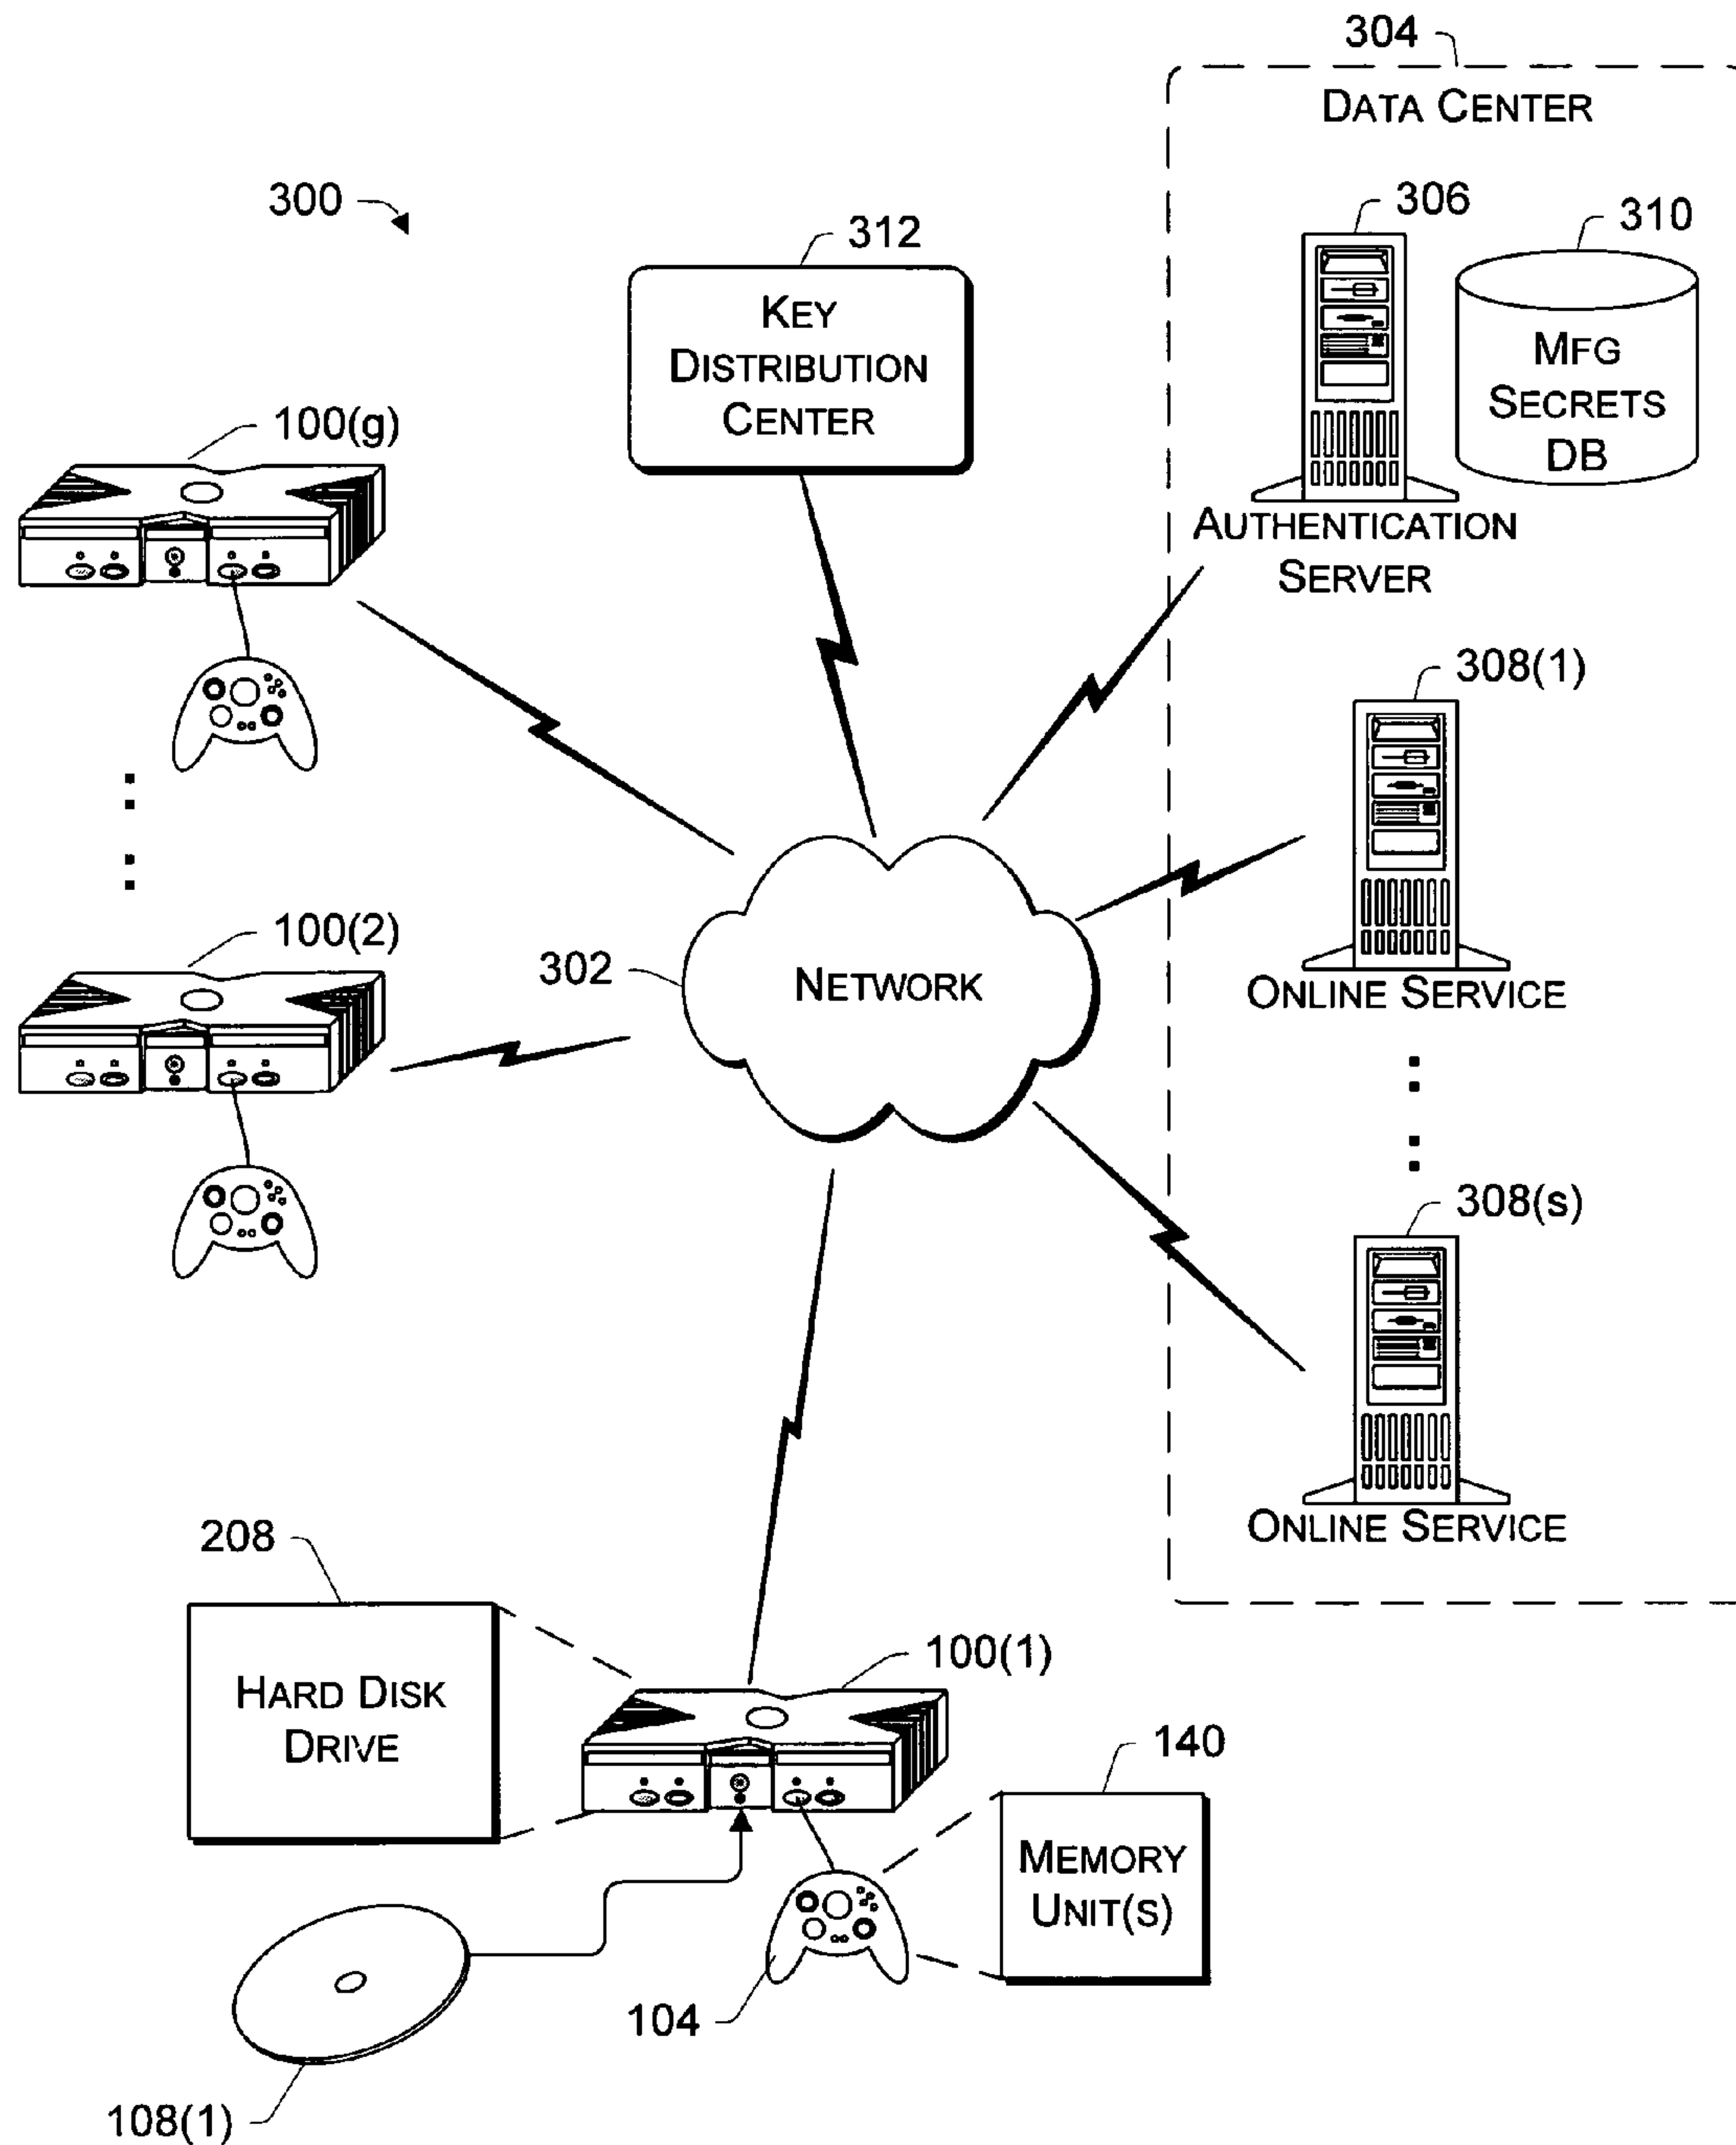 304
DATA CENTER
300
312
306
310
KEY
DISTRIBUTION
CENTER
MFG
SECRETS
DB
100(g)
AUTHENTICATION
SERVER
308(1)
100(2)
302
NETWORK
ONLINE SERVICE
308(s)
208
ONLINE SERVICE
100(1)
HARD DISK
DRIVE
140
MEMORY
UNIT(S)
104
108(1)